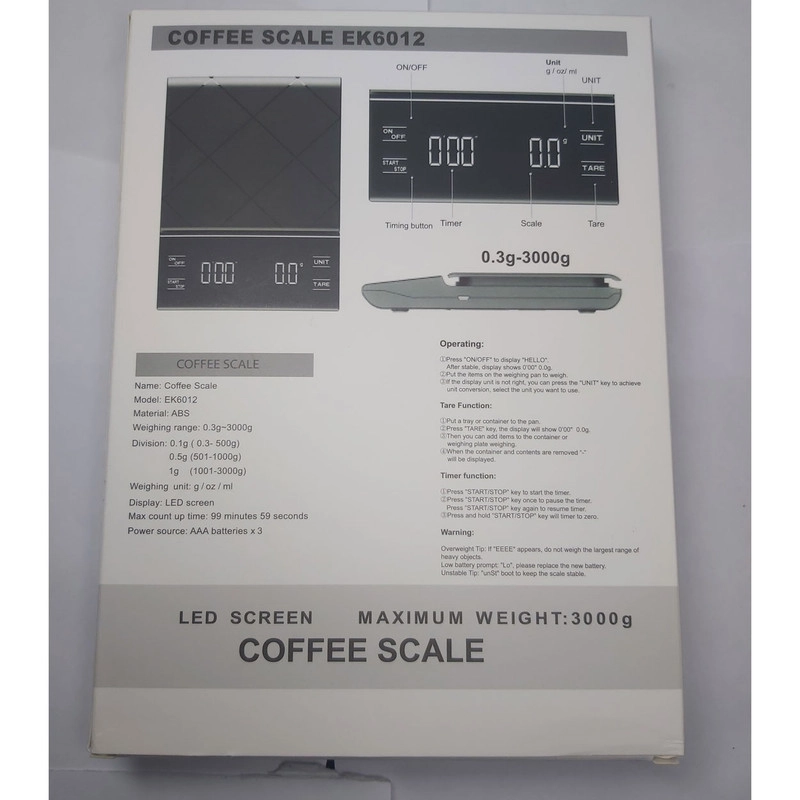 COFFEE SCALE EK6012
ON/OFF
Unit
g / oz/ ml
UNIT
ON
OFF
START
STOP
0'00"
0.0 g
UNIT
TARE
Timing button
Timer
Scale
Tare
ON
OFF
START
STOP
0'00"
0.0 g
UNIT
TARE
0.3g-3000g
COFFEE SCALE
Name: Coffee Scale
Model: EK6012
Material: ABS
Weighing range: 0.3g~3000g
Division: 0.1g ( 0.3- 500g)
0.5g (501-1000g)
1g (1001-3000g)
Weighing unit: g / oz / ml
Display: LED screen
Max count up time: 99 minutes 59 seconds
Power source: AAA batteries x 3
Operating:
①Press "ON/OFF" to display "HELLO".
After stable, display shows 0'00" 0.0g.
②Put the items on the weighing pan to weigh.
③If the display unit is not right, you can press the "UNIT" key to achieve
unit conversion, select the unit you want to use.
Tare Function:
①Put a tray or container to the pan.
②Press "TARE" key, the display will show 0'00" 0.0g.
③Then you can add items to the container or
weighing plate weighing.
④When the container and contents are removed "-"
will be displayed.
Timer function:
①Press "START/STOP" key to start the timer.
②Press "START/STOP" key once to pause the timer.
Press "START/STOP" key again to resume timer.
③Press and hold "START/STOP" key will timer to zero.
Warning:
Overweight Tip: If "EEEE" appears, do not weigh the largest range of
heavy objects.
Low battery prompt: "Lo", please replace the new battery.
Unstable Tip: "unSt" boot to keep the scale stable.
LED SCREEN MAXIMUM WEIGHT:3000g
COFFEE SCALE